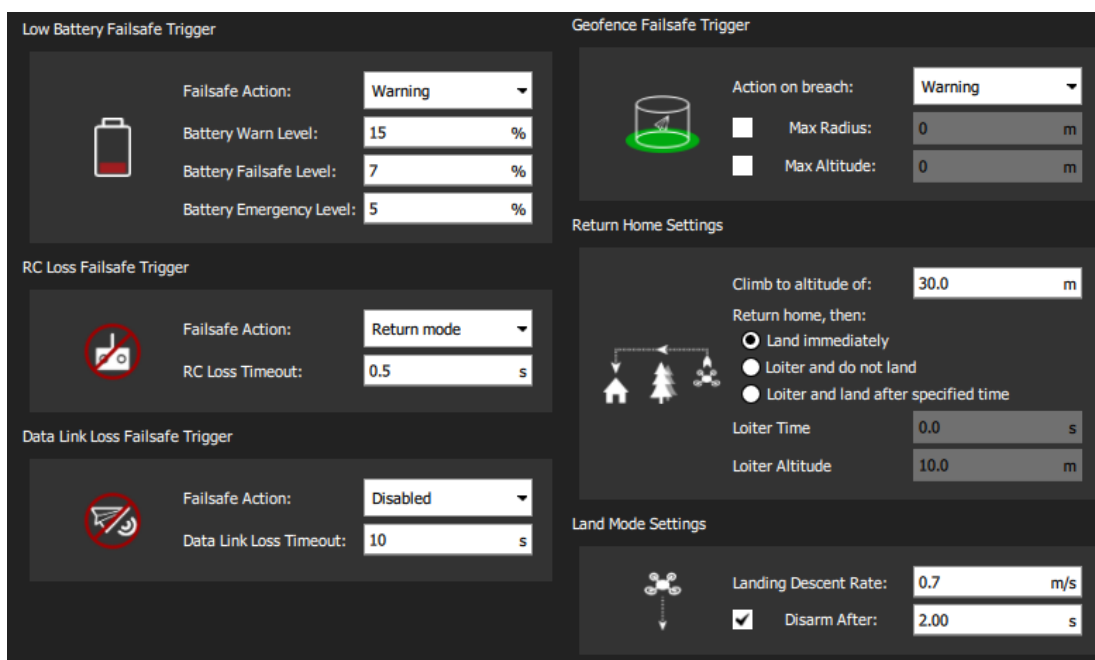 Low Battery Failsafe Trigger
Failsafe Action: Warning
Battery Warn Level: 15 %
Battery Failsafe Level: 7 %
Battery Emergency Level: 5 %
RC Loss Failsafe Trigger
Failsafe Action: Return mode
RC Loss Timeout: 0.5 s
Data Link Loss Failsafe Trigger
Failsafe Action: Disabled
Data Link Loss Timeout: 10 s
Geofence Failsafe Trigger
Action on breach: Warning
Max Radius: 0 m
Max Altitude: 0 m
Return Home Settings
Climb to altitude of: 30.0 m
Return home, then:
Land immediately
Loiter and do not land
Loiter and land after specified time
Loiter Time 0.0 s
Loiter Altitude 10.0 m
Land Mode Settings
Landing Descent Rate: 0.7 m/s
Disarm After: 2.00 s